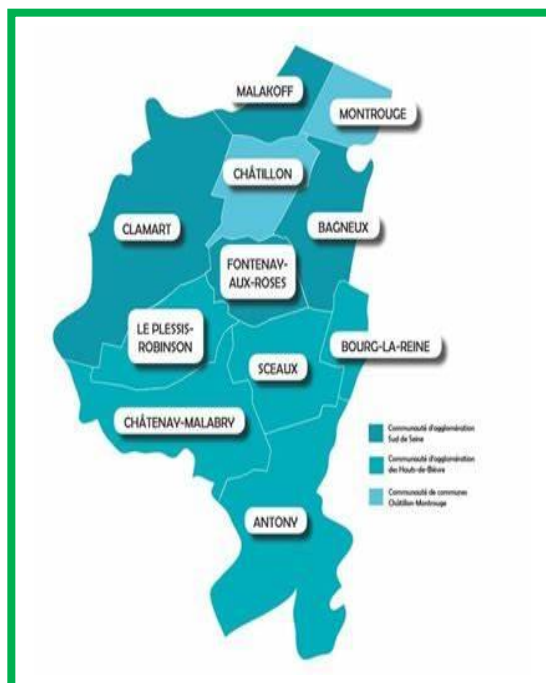 MALAKOFF
MONTROUGE
CHÂTILLON
CLAMART
BAGNEUX
FONTENAY-
AUX-ROSES
LE PLESSIS-
ROBINSON
BOURG-LA-REINE
SCEAUX
CHÂTENAY-MALABRY
ANTONY
Communauté d'agglomération
Sud de Seine
Communauté d'agglomération
des Hauts-de-Bièvre
Communauté de communes
Châtillon-Montrouge